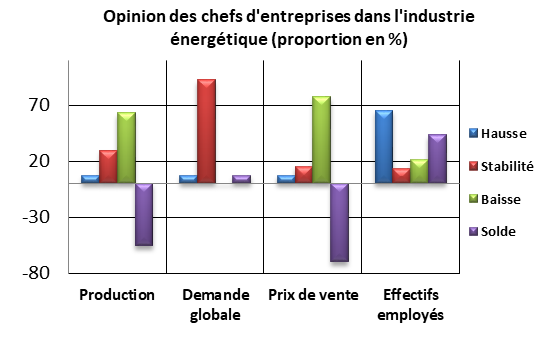 Opinion des chefs d'entreprises dans l'industrie
énergétique (proportion en %)
70
20
-30
-80
Production
Demande
globale
Prix de vente
Effectifs
employés
Hausse
Stabilité
Baisse
Solde